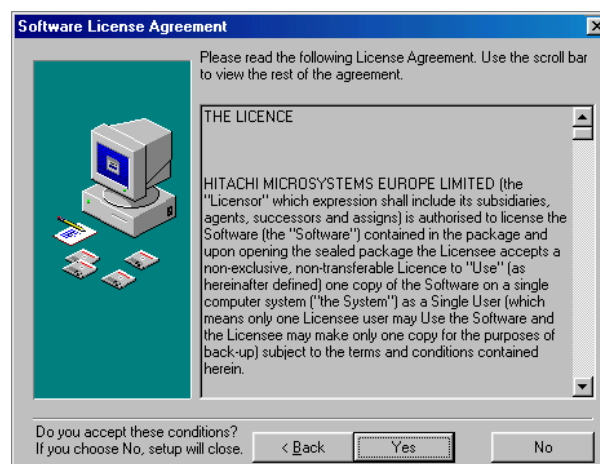 Software License Agreement
Please read the following License Agreement. Use the scroll bar
to view the rest of the agreement.
THE LICENCE
HITACHI MICROSYSTEMS EUROPE LIMITED (the
"Licensor" which expression shall include its subsidiaries,
agents, successors and assigns) is authorised to license the
Software (the "Software") contained in the package and
upon opening the sealed package the Licensee accepts a
non-exclusive, non-transferable Licence to "Use" (as
hereinafter defined) one copy of the Software on a single
computer system ("the System") as a Single User (which
means only one Licensee user may Use the Software and
the Licensee may make only one copy for the purposes of
back-up) subject to the terms and conditions contained
herein.
Do you accept these conditions?
If you choose No, setup will close.
< Back
Yes
No